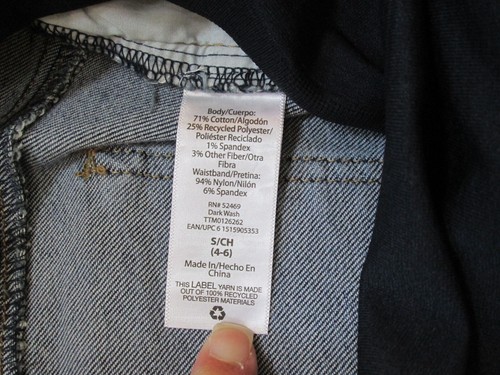 Body/Cuerpo:
71% Cotton/Algodón
25% Recycled Polyester/
Poliéster Reciclado
1% Spandex
3% Other Fiber/Otra
Fibra
Waistband/Pretina:
94% Nylon/Nilón
6% Spandex
RN# 52469
Dark Wash
TTM0126262
EAN/UPC 6 1515905353
S/CH
(4-6)
Made In/Hecho En
China
THIS LABEL YARN IS MADE
OUT OF 100% RECYCLED
POLYESTER MATERIALS